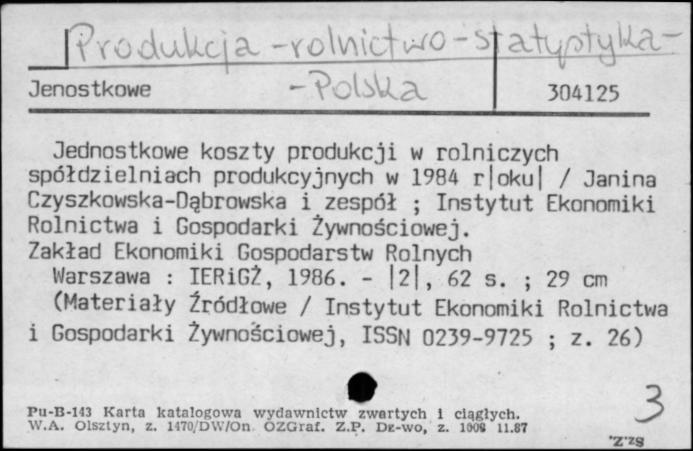 Produkcja - rolnictwo - statystyka -
Jenostkowe - Polska 304125
Jednostkowe koszty produkcji w rolniczych
spółdzielniach produkcyjnych w 1984 r|oku| / Janina
Czyszkowska-Dąbrowska i zespół ; Instytut Ekonomiki
Rolnictwa i Gospodarki Żywnościowej.
Zakład Ekonomiki Gospodarstw Rolnych
Warszawa : IERiGŻ, 1986. - |2|, 62 s. ; 29 cm
(Materiały Źródłowe / Instytut Ekonomiki Rolnictwa
i Gospodarki Żywnościowej, ISSN 0239-9725 ; z. 26)
3
Pu-B-143 Karta katalogowa wydawnictw zwartych i ciągłych.
W.A. Olsztyn, z. 1470/DW/On OZGraf. Z.P. Dz-wo, z. 1008 11.87